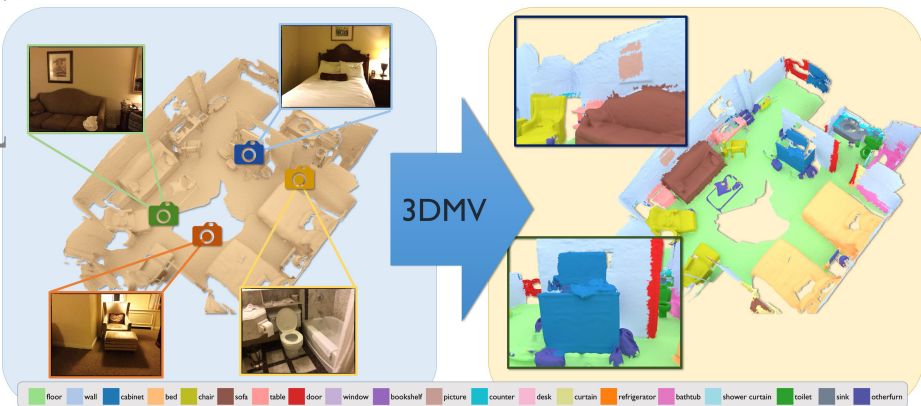 3DMV
floor wall cabinet bed chair sofa table door window bookshelf picture counter desk curtain refrigerator bathtub shower curtain toilet sink otherfurn